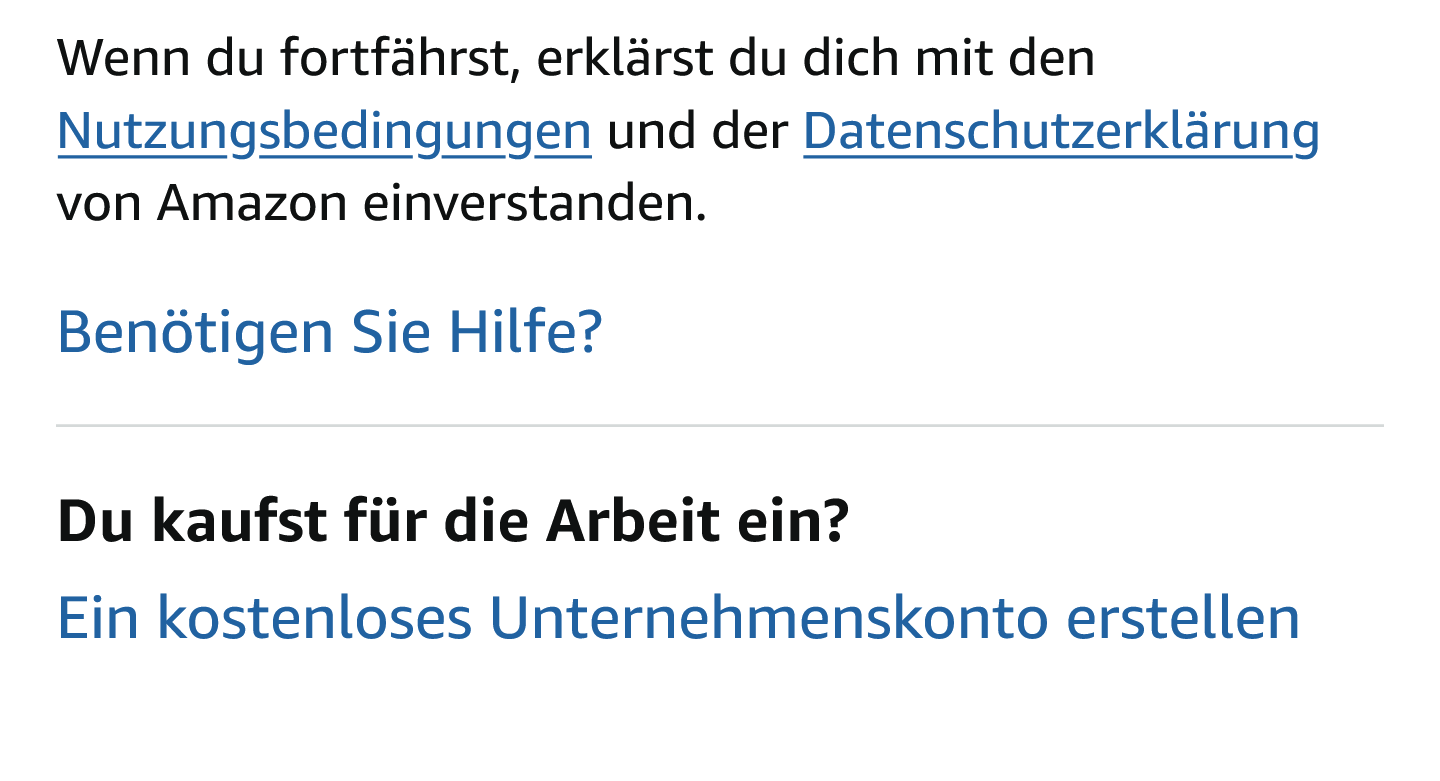 Wenn du fortfährst, erklärst du dich mit den
Nutzungsbedingungen und der Datenschutzerklärung
von Amazon einverstanden.
Benötigen Sie Hilfe?
Du kaufst für die Arbeit ein?
Ein kostenloses Unternehmenskonto erstellen